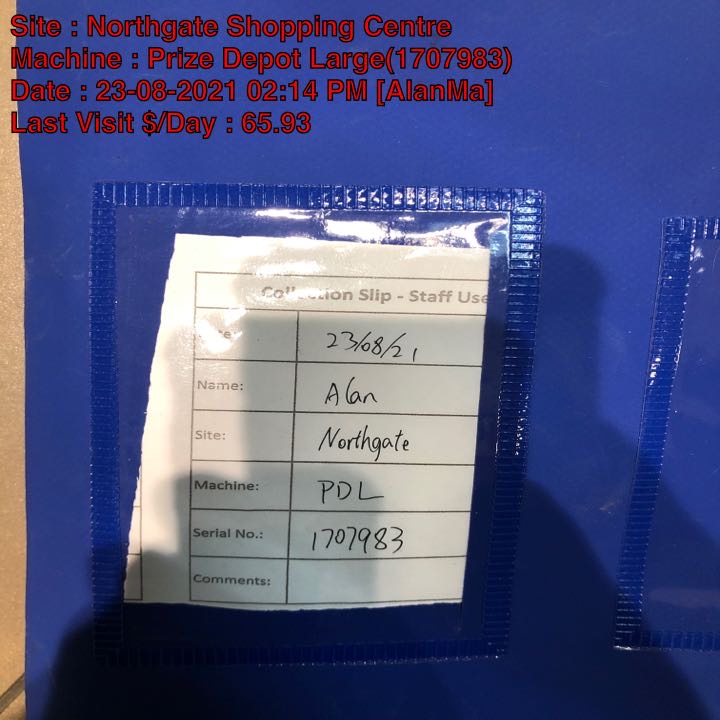 Site : Northgate Shopping Centre
Machine : Prize Depot Large(1707983)
Date : 23-08-2021 02:14 PM [AlanMa]
Last Visit $/Day : 65.93
Collection Slip - Staff Use
Date: 23/08/21
Name: Alan
Site: Northgate
Machine: PDL
Serial No.: 1707983
Comments: